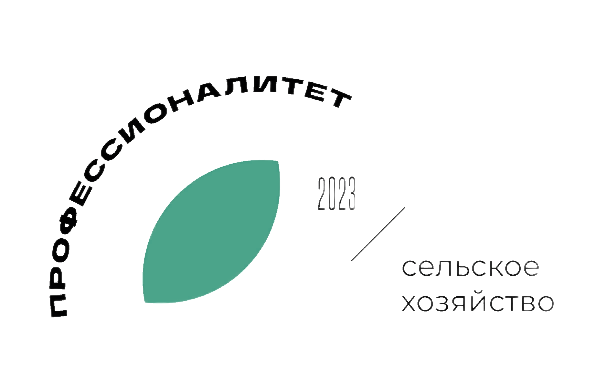 ПРОФЕССИОНАЛИТЕТ
2023
сельское
хозяйство